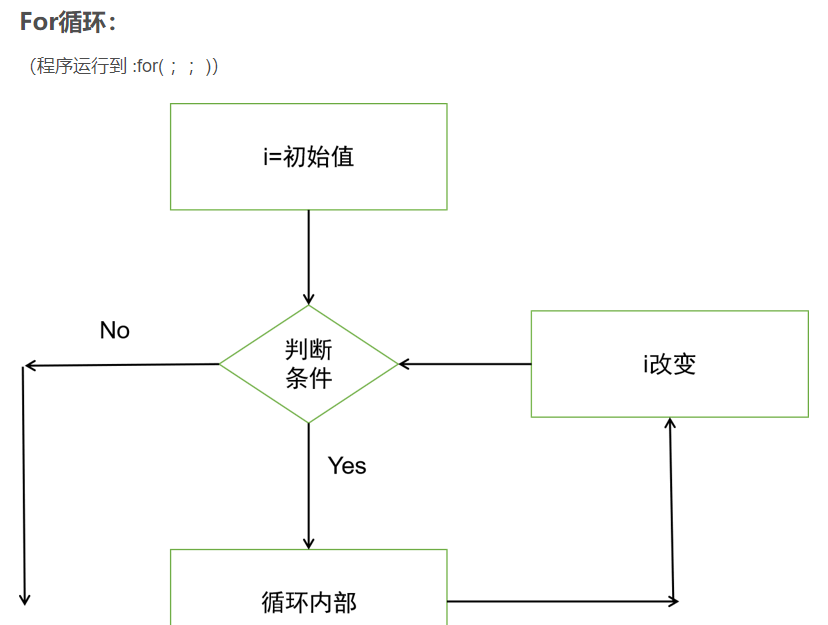 For循环：
（程序运行到 :for( ； ； )）
i=初始值
No
判断
条件
i改变
Yes
循环内部